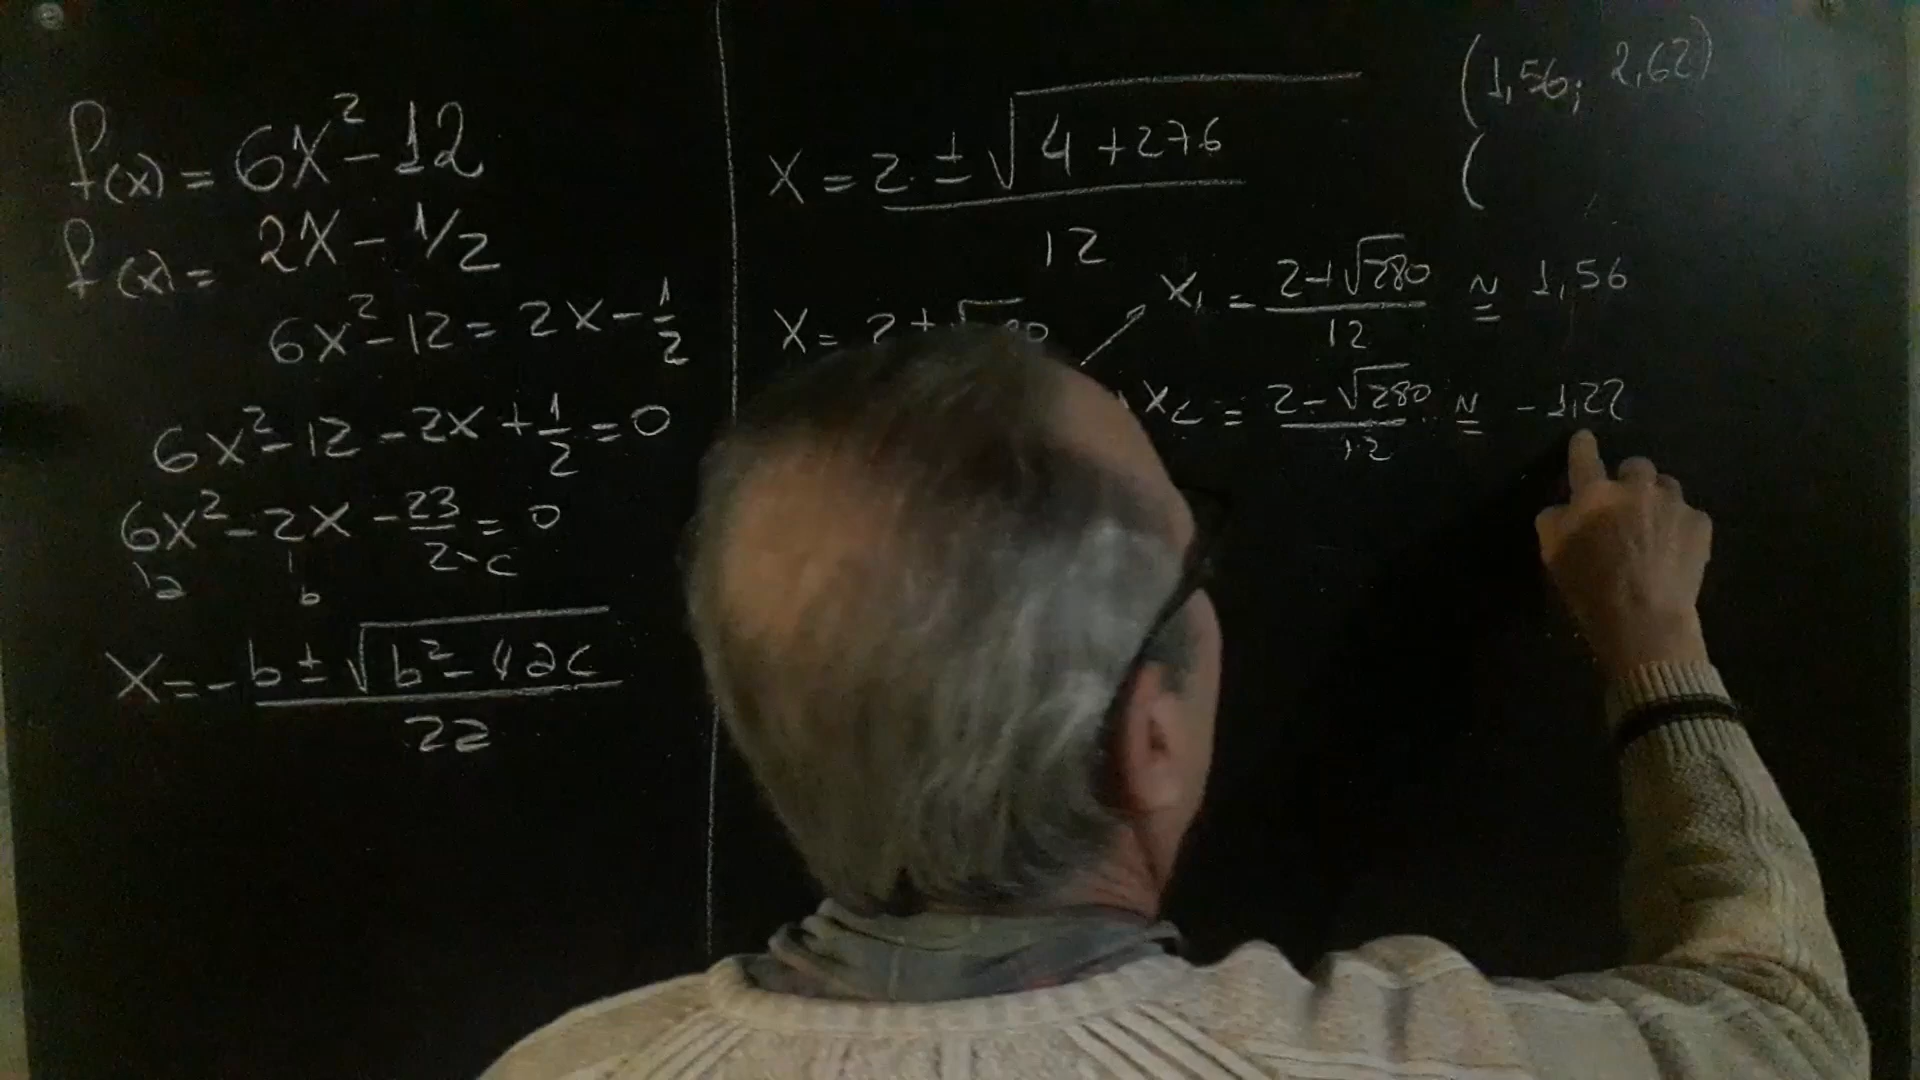 f(x) = 6x² - 12
f(x) = 2x - 1/2
6x² - 12 = 2x - 1/2
6x² - 12 - 2x + 1/2 = 0
6x² - 2x - 23/2 = 0
a b c
x = -b ± √(b² - 4ac) / 2a
x = 2 ± √(4 + 276) / 12
x = 2 ± √
x₁ = 2 + √280 / 12 ≅ 1,56
x₂ = 2 - √280 / 12 ≅ -1,22
(1,56; 2,62)
(